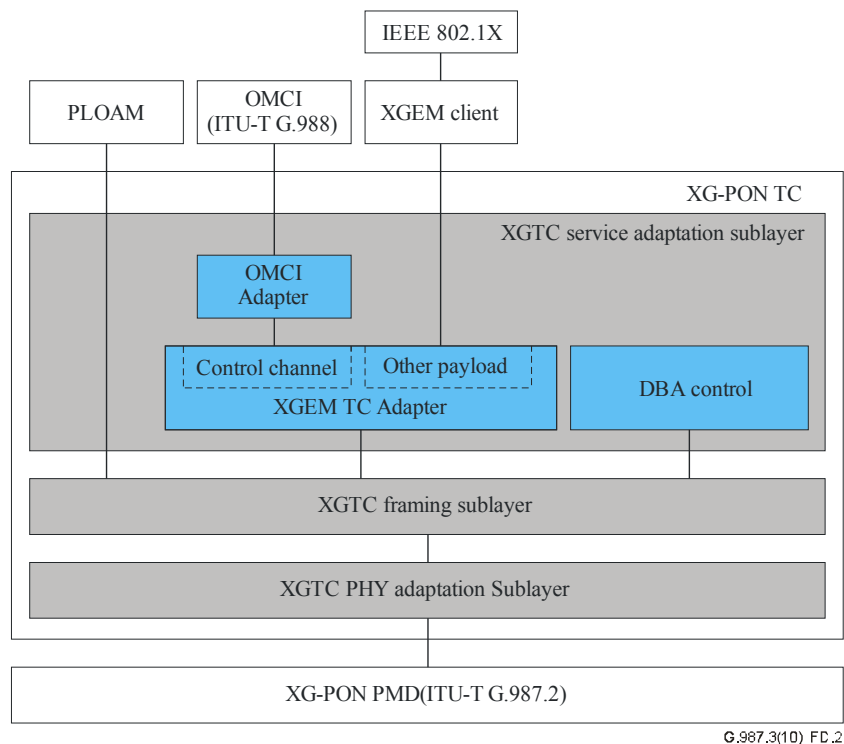 IEEE 802.1X
PLOAM
OMCI
(ITU-T G.988)
XGEM client
XG-PON TC
XGTC service adaptation sublayer
OMCI
Adapter
Control channel
Other payload
XGEM TC Adapter
DBA control
XGTC framing sublayer
XGTC PHY adaptation Sublayer
XG-PON PMD(ITU-T G.987.2)
G.987.3(10)_FD.2